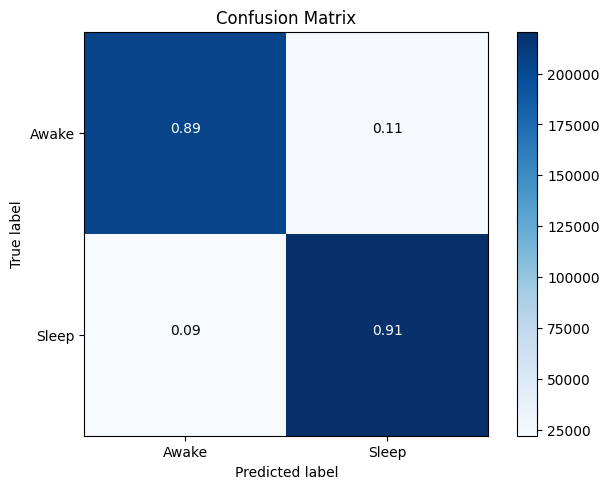 Confusion Matrix
True label
Awake
0.89
0.11
Sleep
0.09
0.91
Awake
Sleep
Predicted label
200000
175000
150000
125000
100000
75000
50000
25000